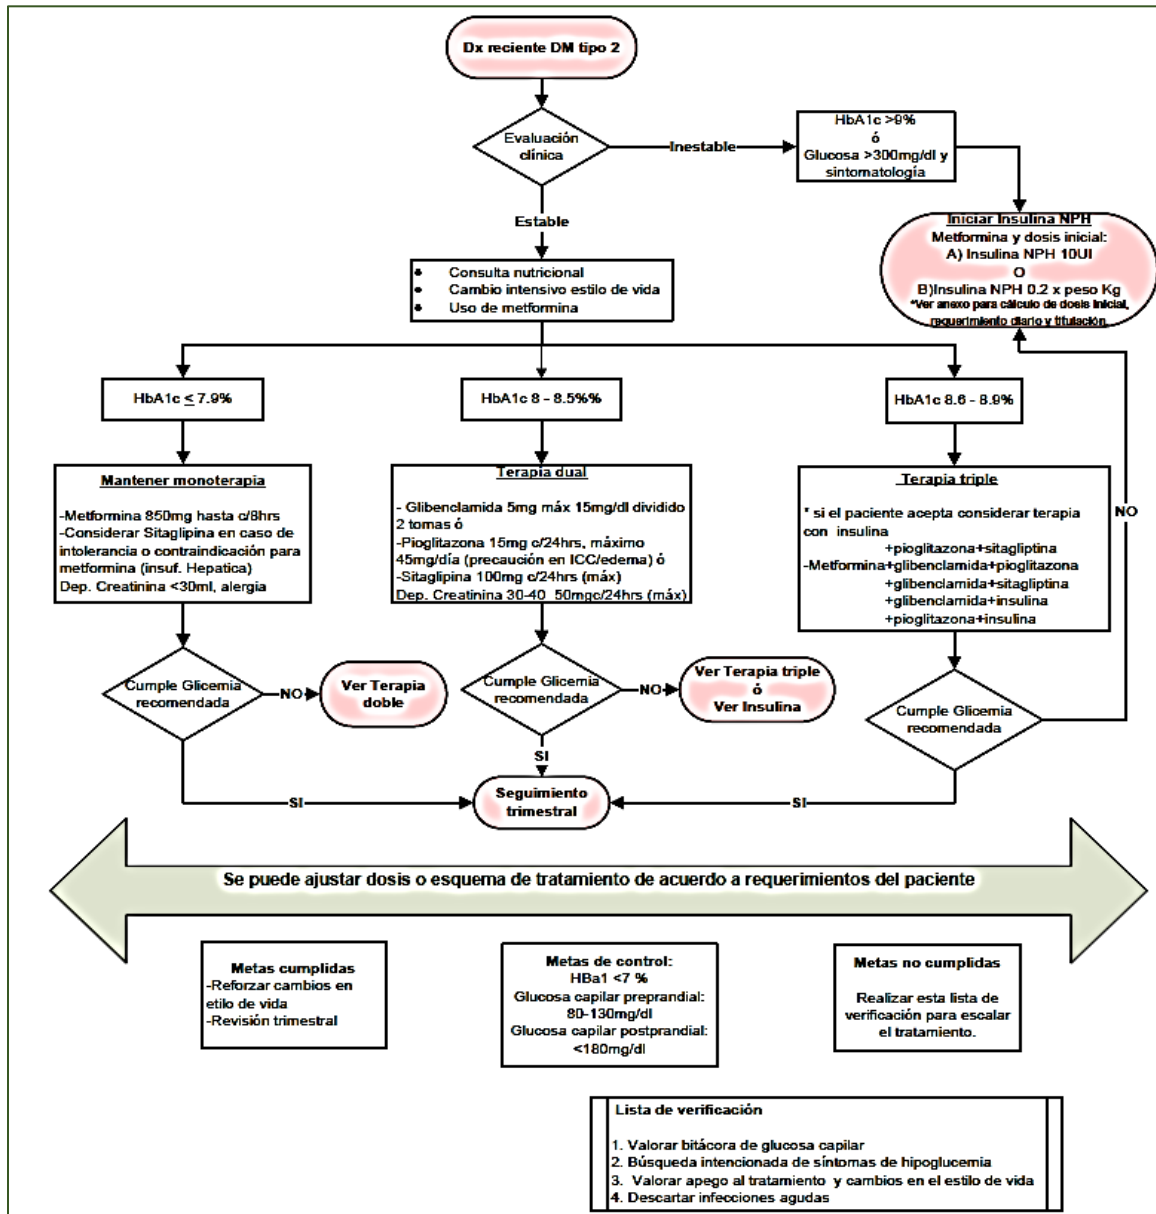 Dx reciente DM tipo 2
Evaluación
clínica
Inestable
HbA1c >9%
ó
Glucosa >300mg/dl y
sintomatología
Estable
Iniciar Insulina NPH
Metformina y dosis inicial:
A) Insulina NPH 10UI
O
B)Insulina NPH 0.2 x peso Kg
*Ver anexo para cálculo de dosis inicial,
requerimiento diario y titulación
● Consulta nutricional
● Cambio intensivo estilo de vida
● Uso de metformina
HbA1c ≤ 7.9%
HbA1c 8 - 8.5%%
HbA1c 8.6 - 8.9%
Mantener monoterapia
-Metformina 850mg hasta c/8hrs
-Considerar Sitaglipina en caso de
intolerancia o contraindicación para
metformina (insuf. Hepatica)
Dep. Creatinina <30ml, alergia
Terapia dual
- Glibenclamida 5mg máx 15mg/dl dividido
2 tomas ó
-Pioglitazona 15mg c/24hrs, máximo
45mg/día (precaución en ICC/edema) ó
-Sitaglipina 100mg c/24hrs (máx)
Dep. Creatinina 30-40 50mgc/24hrs (máx)
Terapia triple
* si el paciente acepta considerar terapia
con insulina
+pioglitazona+sitagliptina
-Metformina+glibenclamida+pioglitazona
+glibenclamida+sitagliptina
+glibenclamida+insulina
+pioglitazona+insulina
NO
Cumple Glicemia
recomendada
NO
Ver Terapia
doble
Cumple Glicemia
recomendada
NO
Ver Terapia triple
ó
Ver Insulina
Cumple Glicemia
recomendada
SI
SI
SI
Seguimiento
trimestral
Se puede ajustar dosis o esquema de tratamiento de acuerdo a requerimientos del paciente
Metas cumplidas
-Reforzar cambios en
etilo de vida
-Revisión trimestral
Metas de control:
HBa1 <7 %
Glucosa capilar preprandial:
80-130mg/dl
Glucosa capilar postprandial:
<180mg/dl
Metas no cumplidas
Realizar esta lista de
verificación para escalar
el tratamiento.
Lista de verificación
1. Valorar bitácora de glucosa capilar
2. Búsqueda intencionada de síntomas de hipoglucemia
3. Valorar apego al tratamiento y cambios en el estilo de vida
4. Descartar infecciones agudas